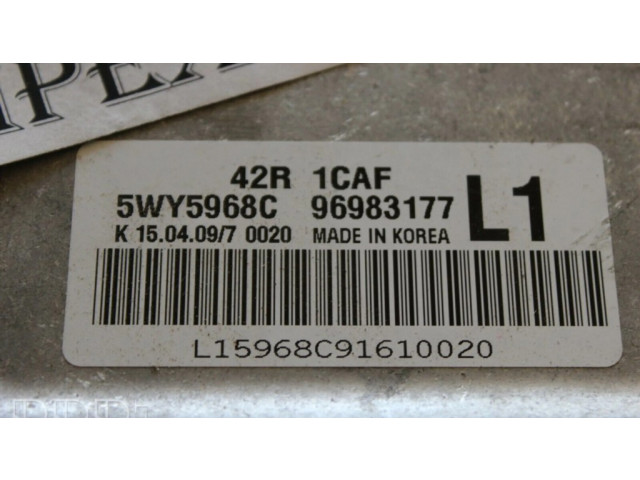 42R 1CAF
5WY5968C 96983177 L1
K 15.04.09/7 0020 MADE IN KOREA
L15968C91610020